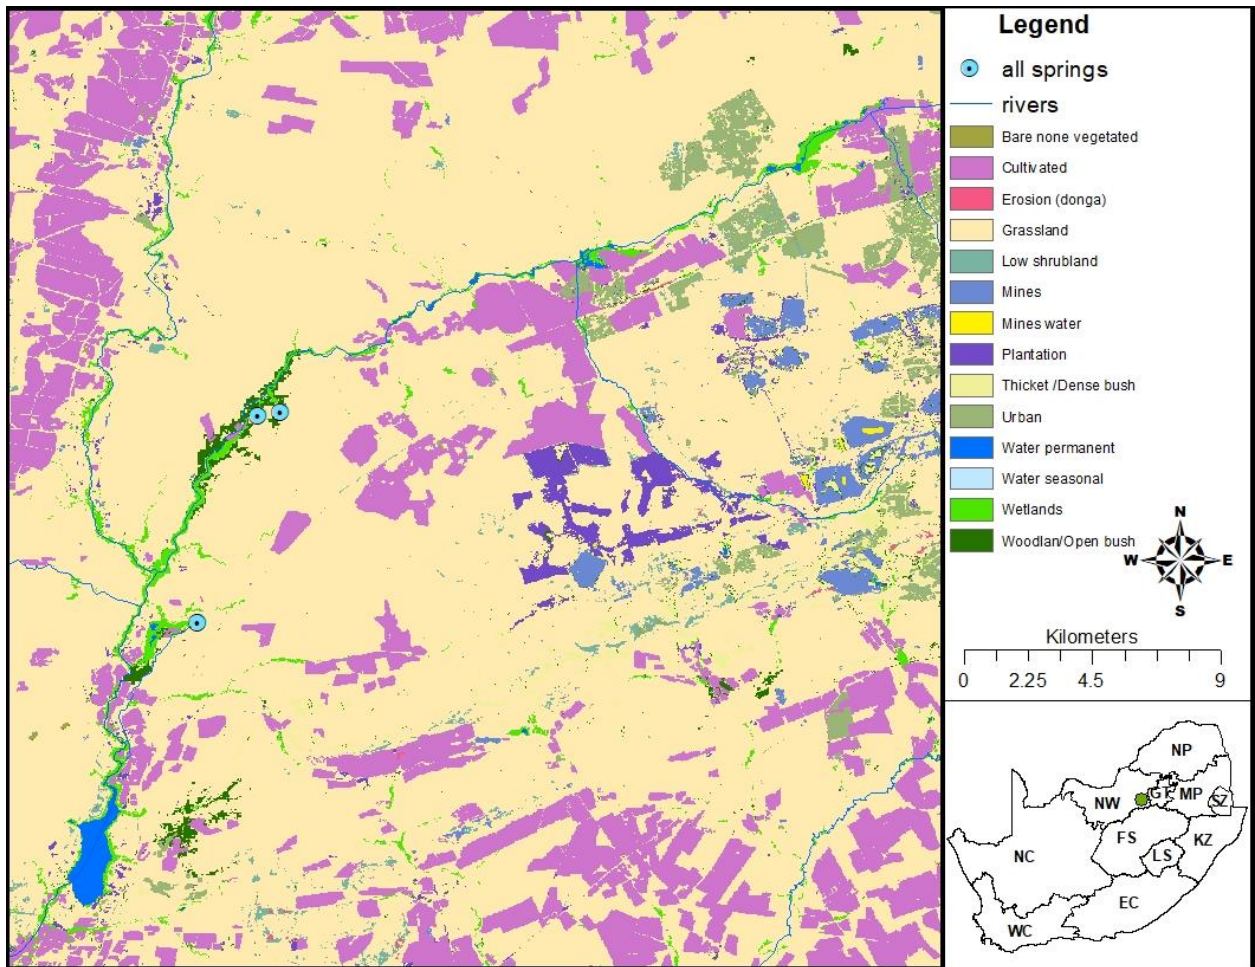 Legend
all springs
rivers
Bare none vegetated
Cultivated
Erosion (donga)
Grassland
Low shrubland
Mines
Mines water
Plantation
Thicket /Dense bush
Urban
Water permanent
Water seasonal
Wetlands
Woodlan/Open bush
N
W E
S
Kilometers
0 2.25 4.5 9
NP
NW GT MP SZ
FS KZ
NC LS
EC
WC